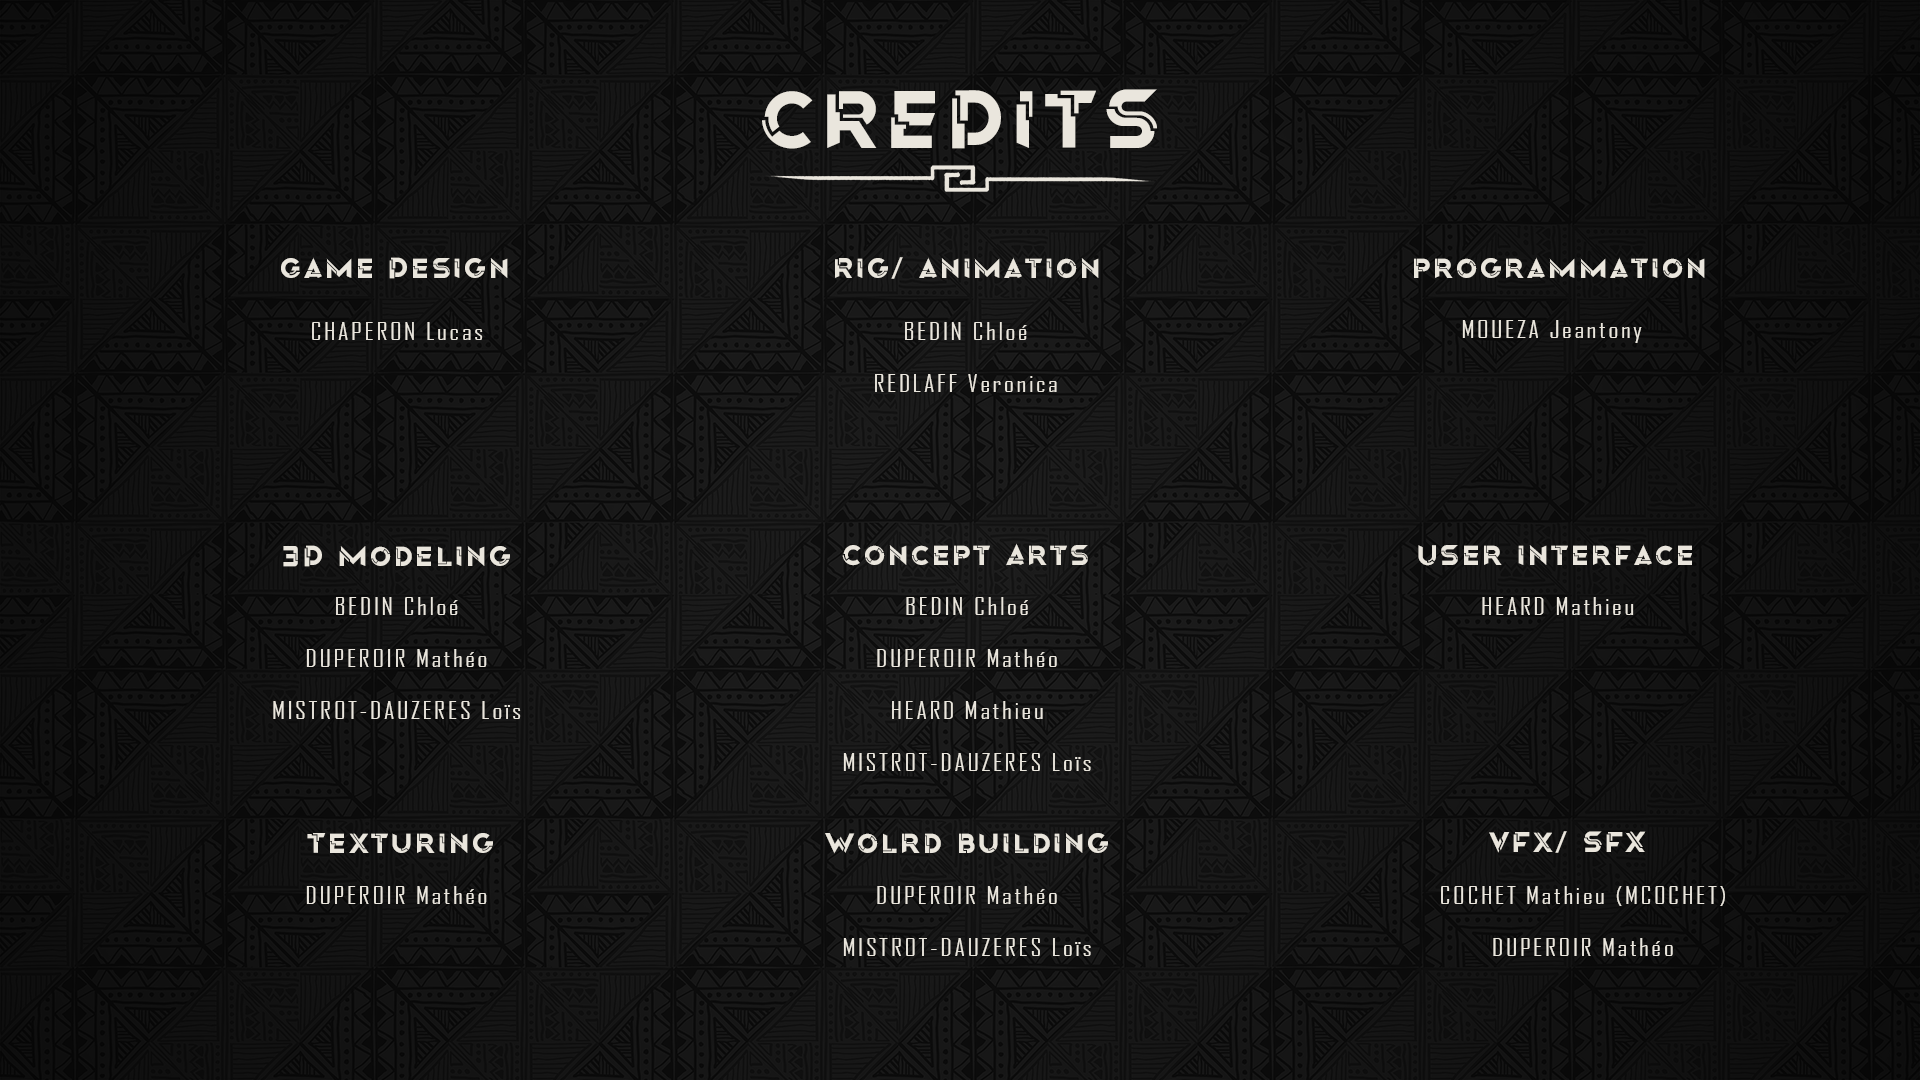 CREDITS
GAME DESIGN
CHAPERON Lucas
RIG/ ANIMATION
BEDIN Chloé
REDLAFF Veronica
PROGRAMMATION
MOUEZA Jeantony
3D MODELING
BEDIN Chloé
DUPEROIR Mathéo
MISTROT-DAUZERES Loïs
CONCEPT ARTS
BEDIN Chloé
DUPEROIR Mathéo
HEARD Mathieu
MISTROT-DAUZERES Loïs
USER INTERFACE
HEARD Mathieu
TEXTURING
DUPEROIR Mathéo
WOLRD BUILDING
DUPEROIR Mathéo
MISTROT-DAUZERES Loïs
VFX/ SFX
COCHET Mathieu (MCOCHET)
DUPEROIR Mathéo